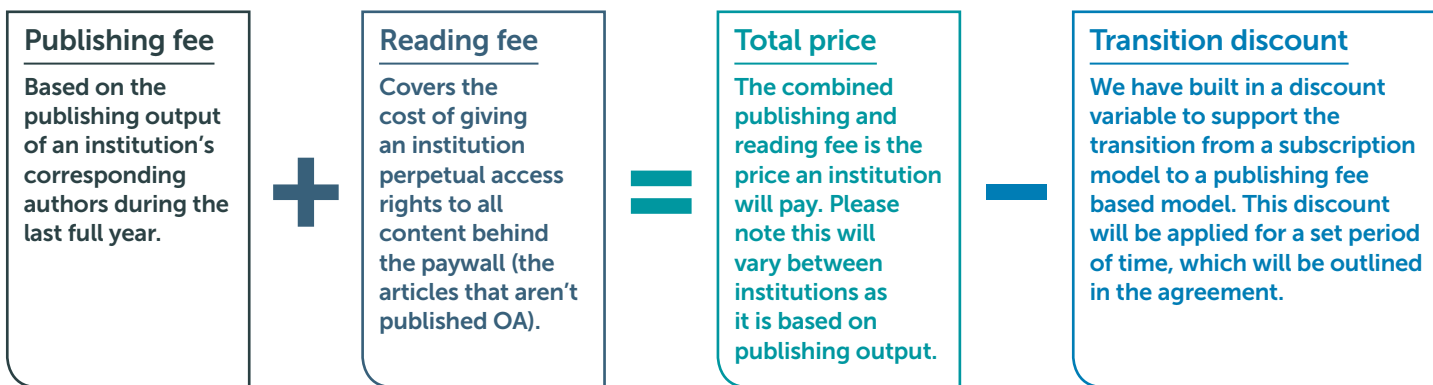 Publishing fee
Based on the
publishing output
of an institution's
corresponding
authors during the
last full year.
+
Reading fee
Covers the
cost of giving
an institution
perpetual access
rights to all
content behind
the paywall (the
articles that aren't
published OA).
=
Total price
The combined
publishing and
reading fee is the
price an institution
will pay. Please
note this will
vary between
institutions as
it is based on
publishing output.
−
Transition discount
We have built in a discount
variable to support the
transition from a subscription
model to a publishing fee
based model. This discount
will be applied for a set period
of time, which will be outlined
in the agreement.